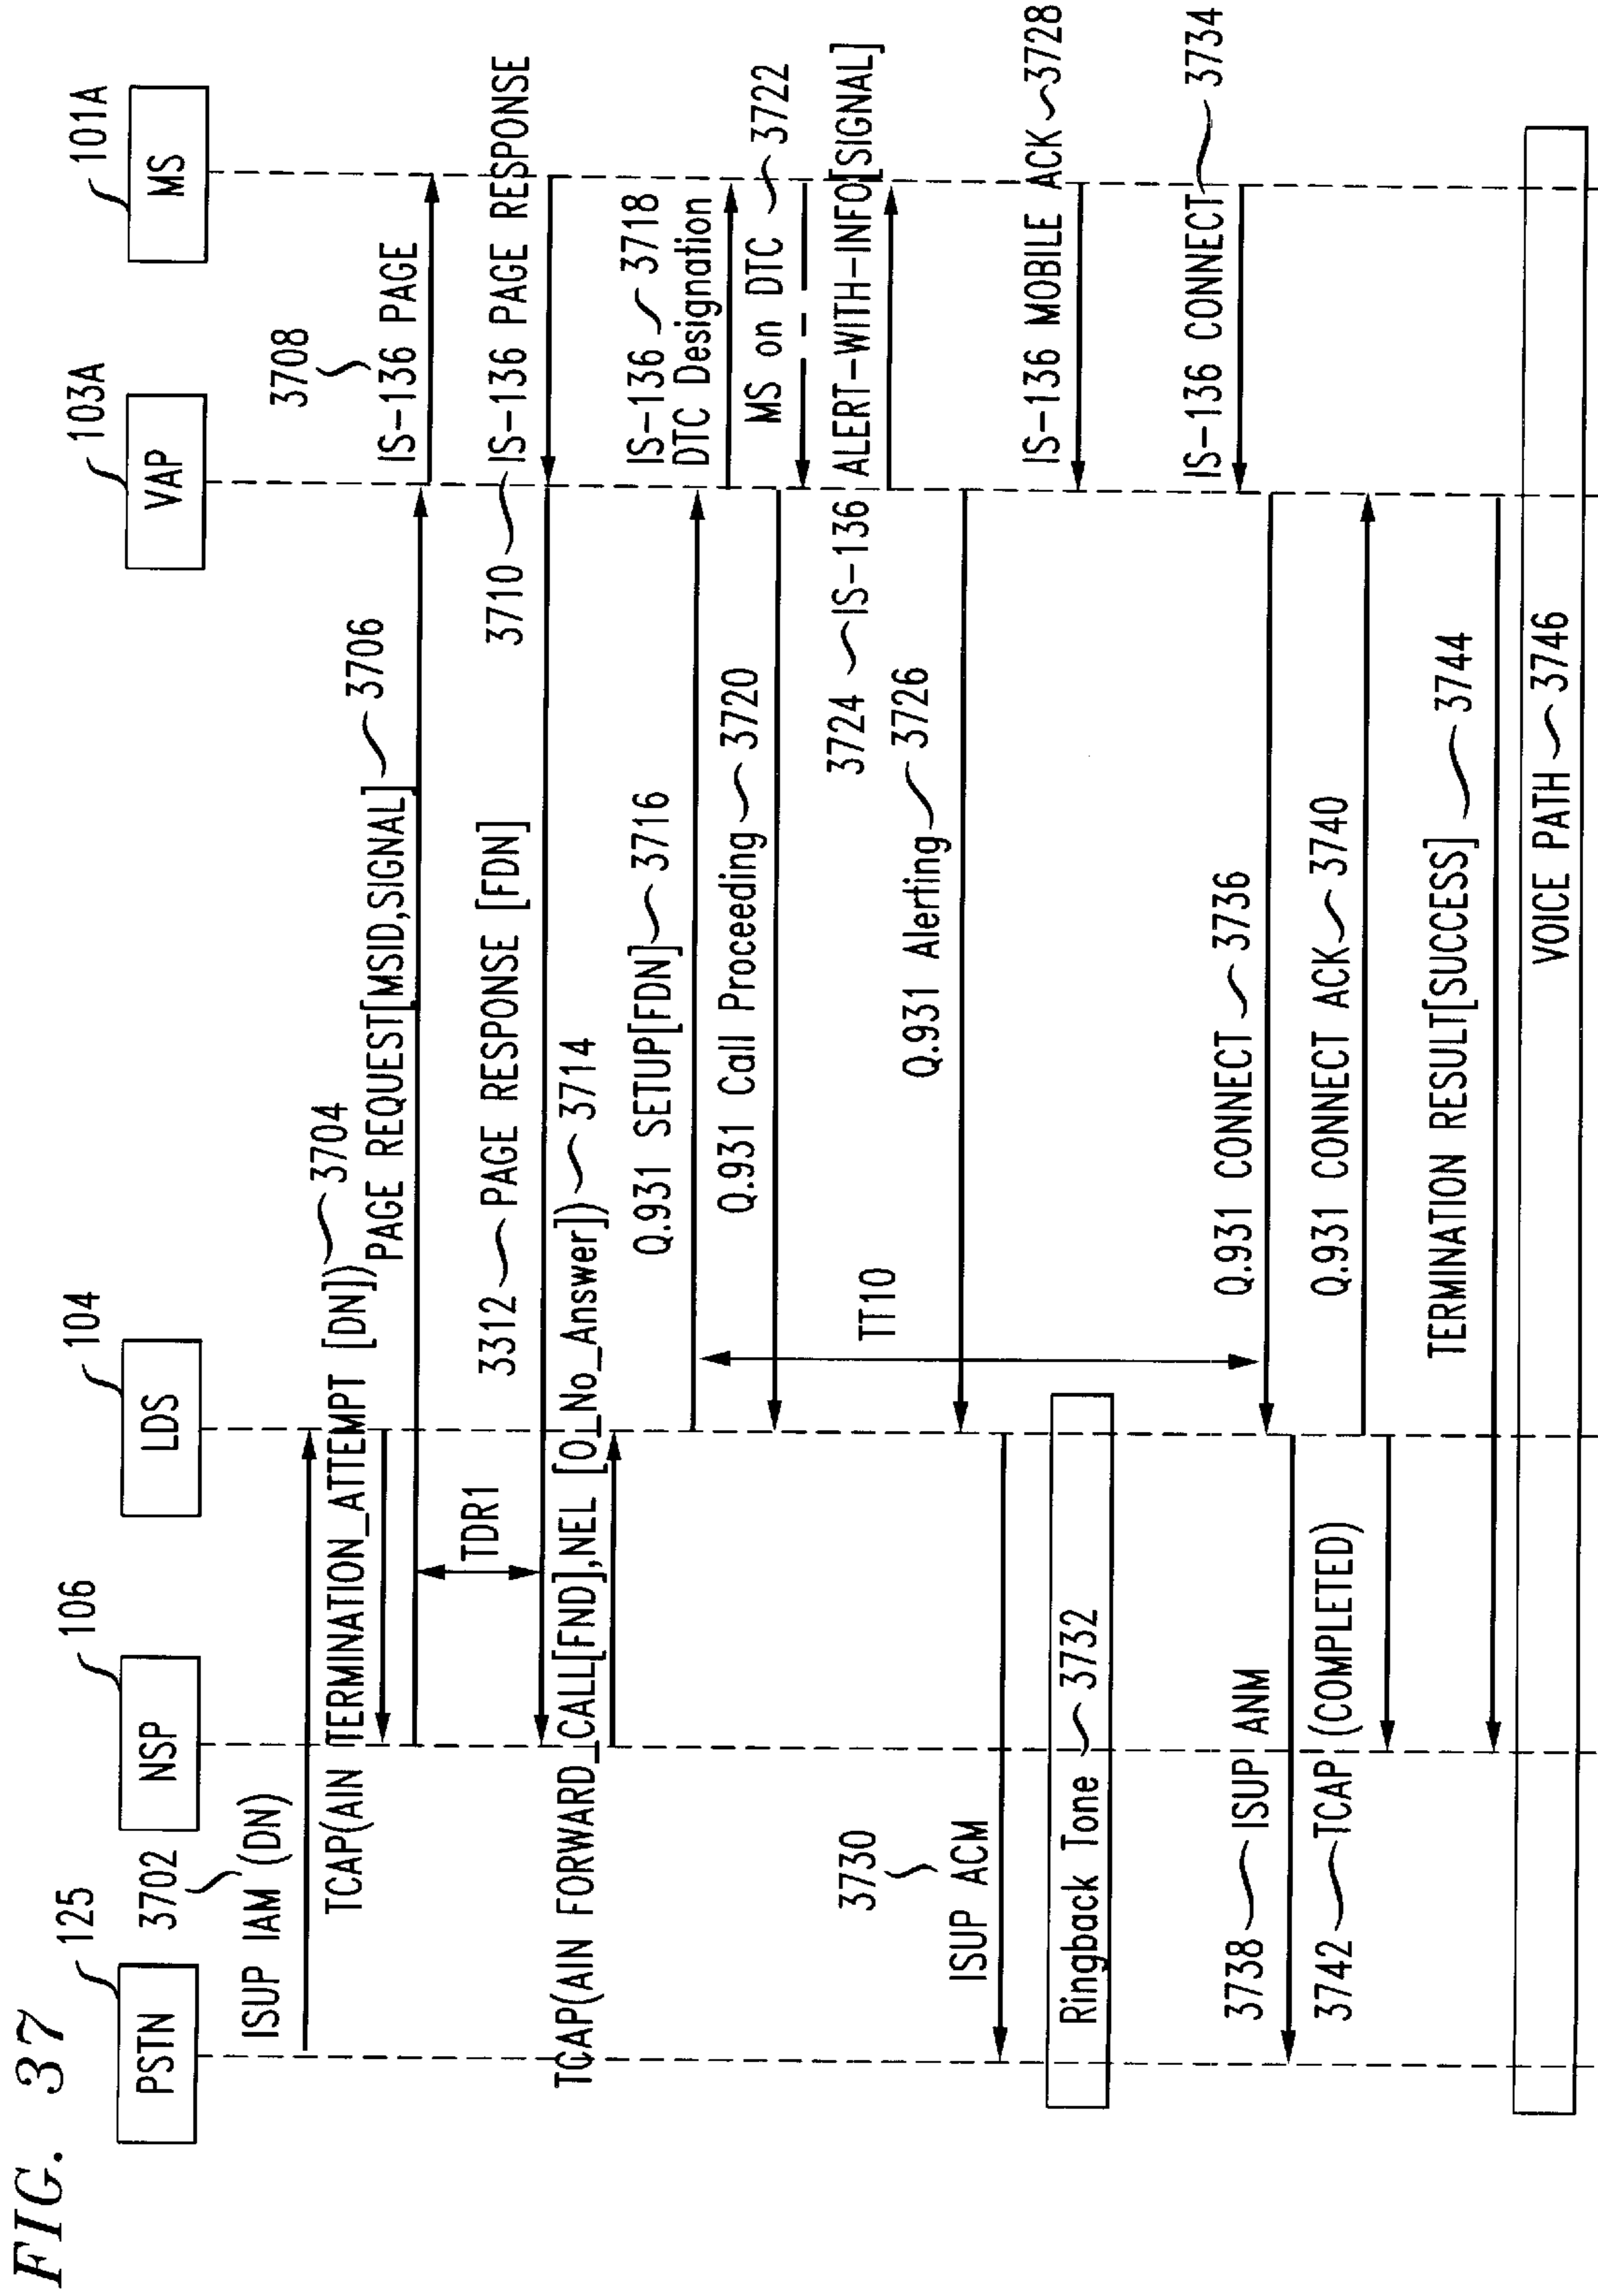 FIG. 37
PSTN
125
NSP
106
LDS
104
VAP
103A
MS
101A
3702
ISUP IAM (DN)
TCAP(AIN TERMINATION_ATTEMPT [DN])
3704
PAGE REQUEST[MSID,SIGNAL]
3706
3708
IS-136 PAGE
TDR1
3312
PAGE RESPONSE [FDN]
3710
IS-136 PAGE RESPONSE
TCAP(AIN FORWARD_CALL[FND],NEL [O_No_Answer])
3714
Q.931 SETUP[FDN]
3716
IS-136
3718
DTC Designation
Q.931 Call Proceeding
3720
MS on DTC
3722
3724
IS-136 ALERT-WITH-INFO[SIGNAL]
TT10
Q.931 Alerting
3726
3730
ISUP ACM
IS-136 MOBILE ACK
3728
Ringback Tone
3732
IS-136 CONNECT
3734
Q.931 CONNECT
3736
3738
ISUP ANM
Q.931 CONNECT ACK
3740
3742
TCAP (COMPLETED)
TERMINATION RESULT[SUCCESS]
3744
VOICE PATH
3746